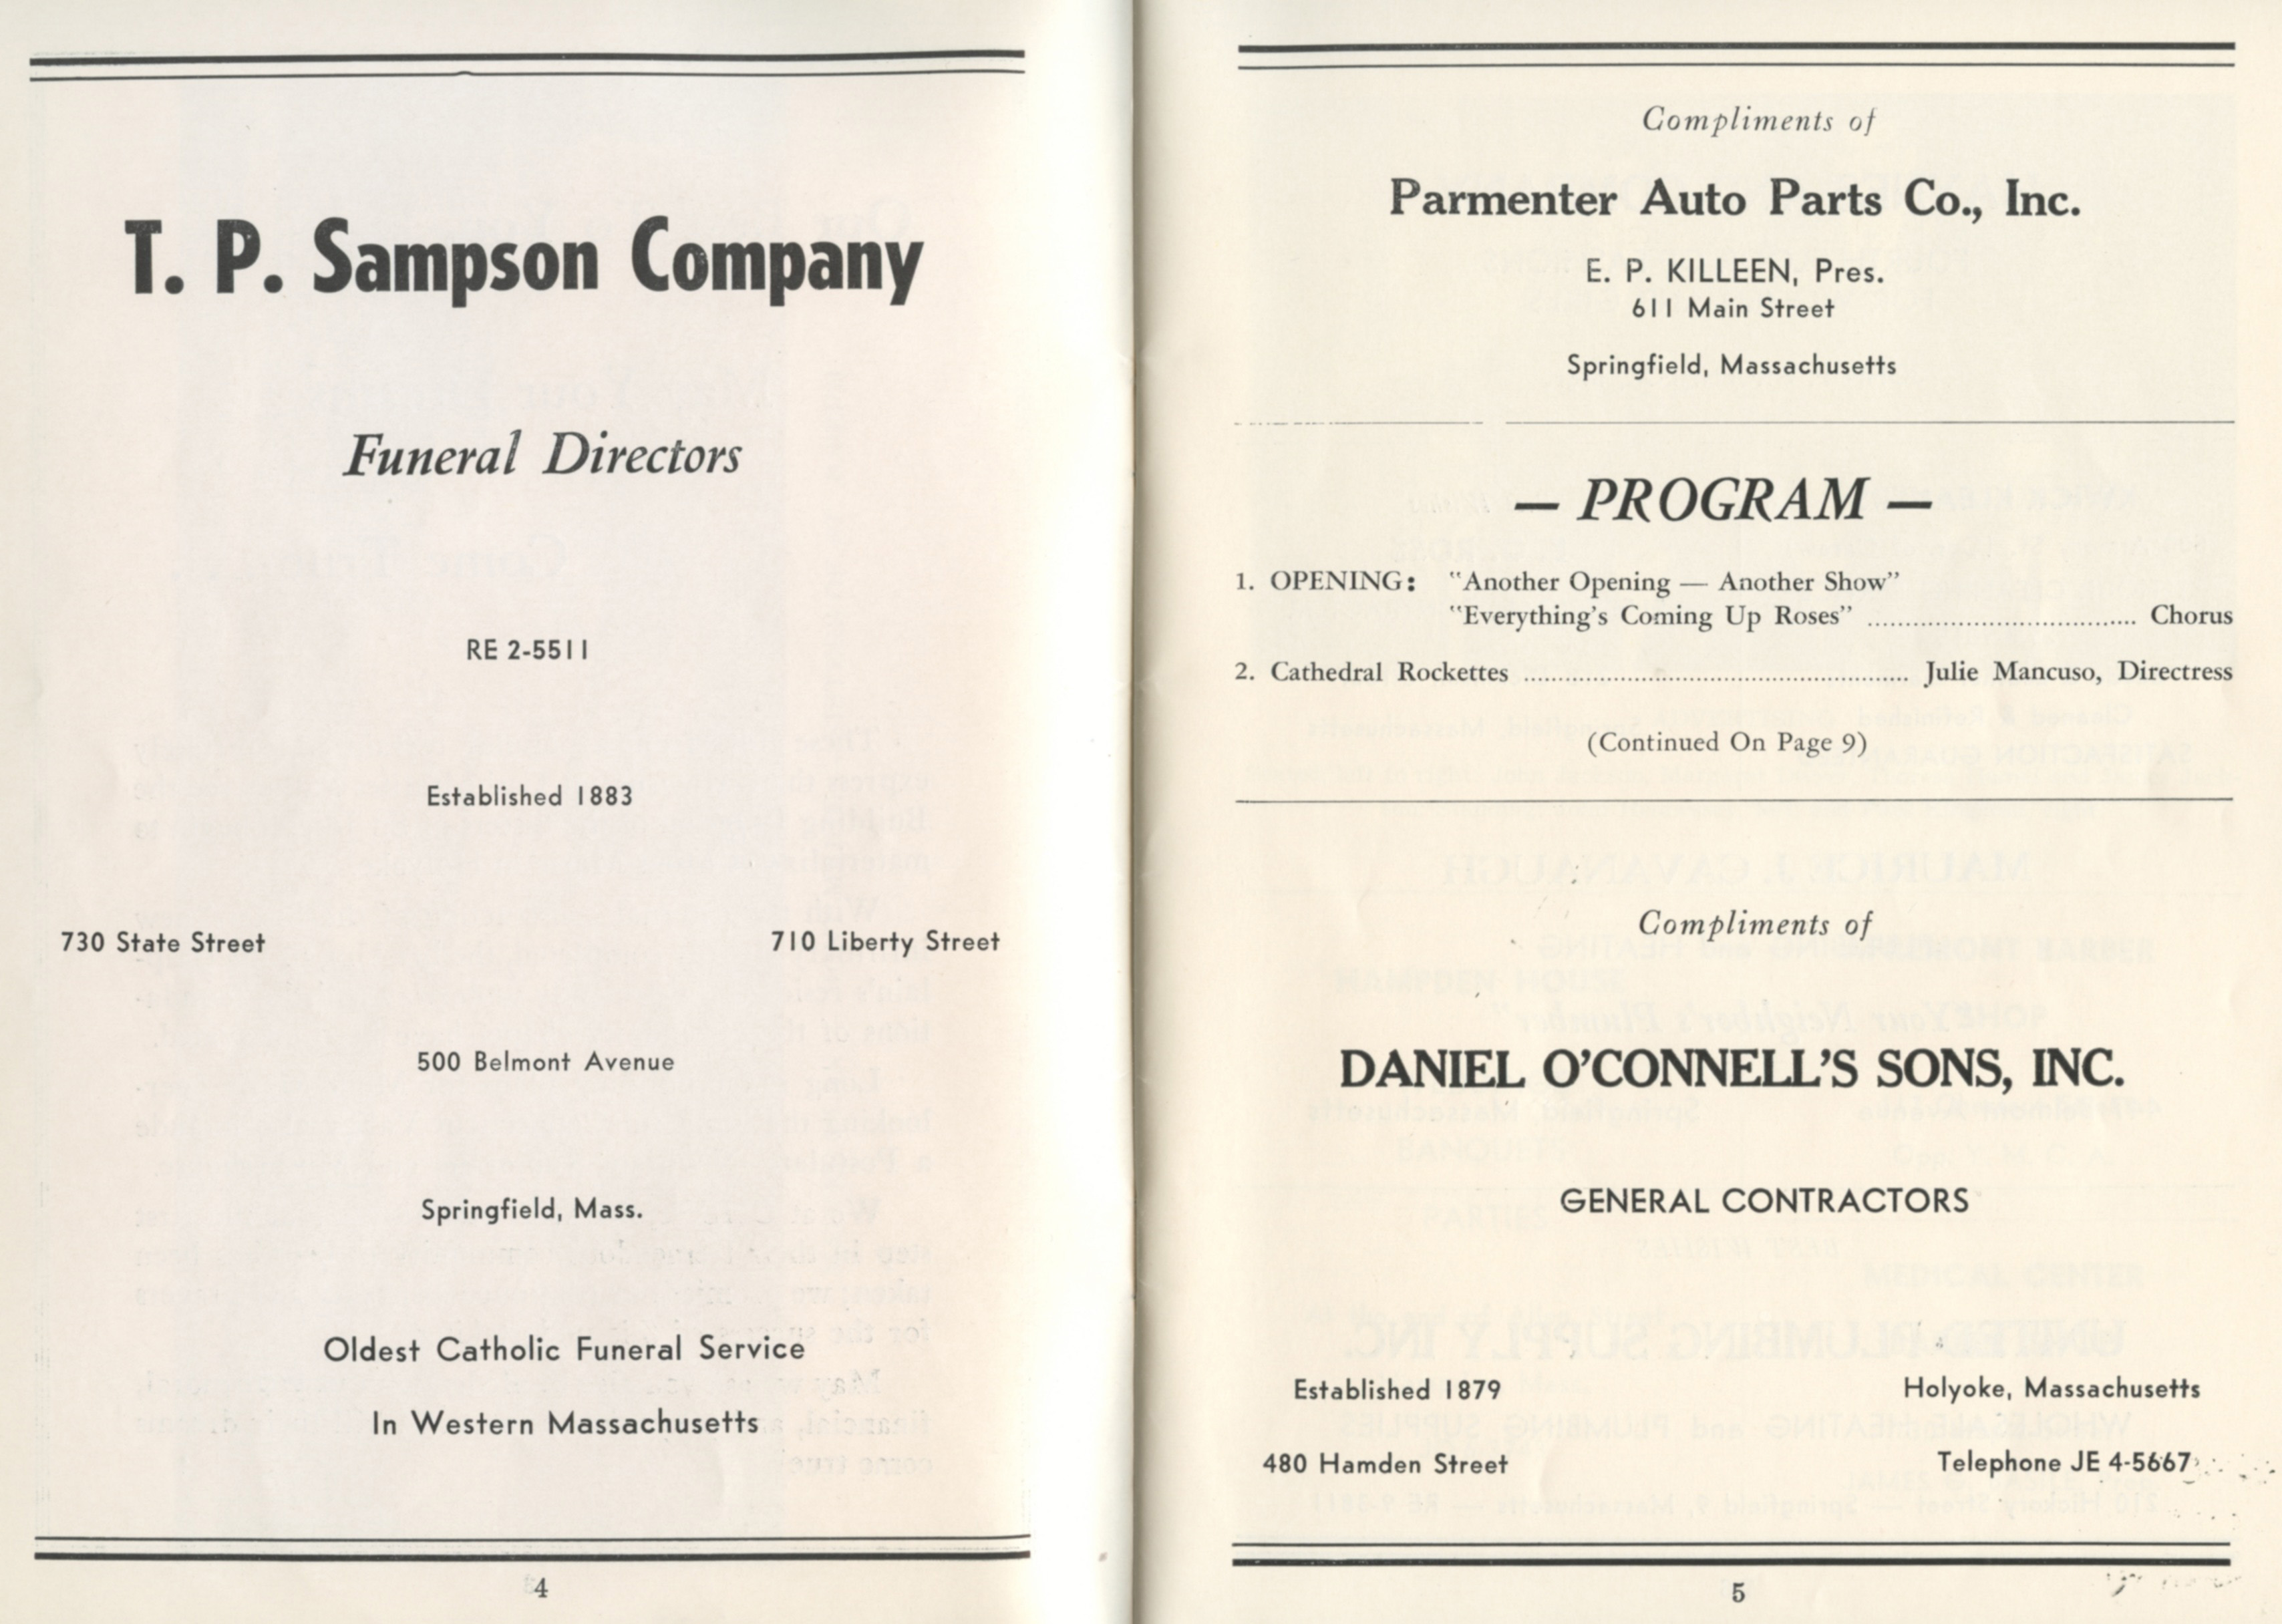 T. P. Sampson Company
Funeral Directors
RE 2-5511
Established 1883
730 State Street 710 Liberty Street
500 Belmont Avenue
Springfield, Mass.
Oldest Catholic Funeral Service
In Western Massachusetts
4
Compliments of
Parmenter Auto Parts Co., Inc.
E. P. KILLEEN, Pres.
611 Main Street
Springfield, Massachusetts
— PROGRAM —
1. OPENING: "Another Opening — Another Show"
"Everything's Coming Up Roses" ........................................ Chorus
2. Cathedral Rockettes ........................................................ Julie Mancuso, Directress
(Continued On Page 9)
Compliments of
DANIEL O'CONNELL'S SONS, INC.
GENERAL CONTRACTORS
Established 1879 Holyoke, Massachusetts
480 Hamden Street Telephone JE 4-5667
5